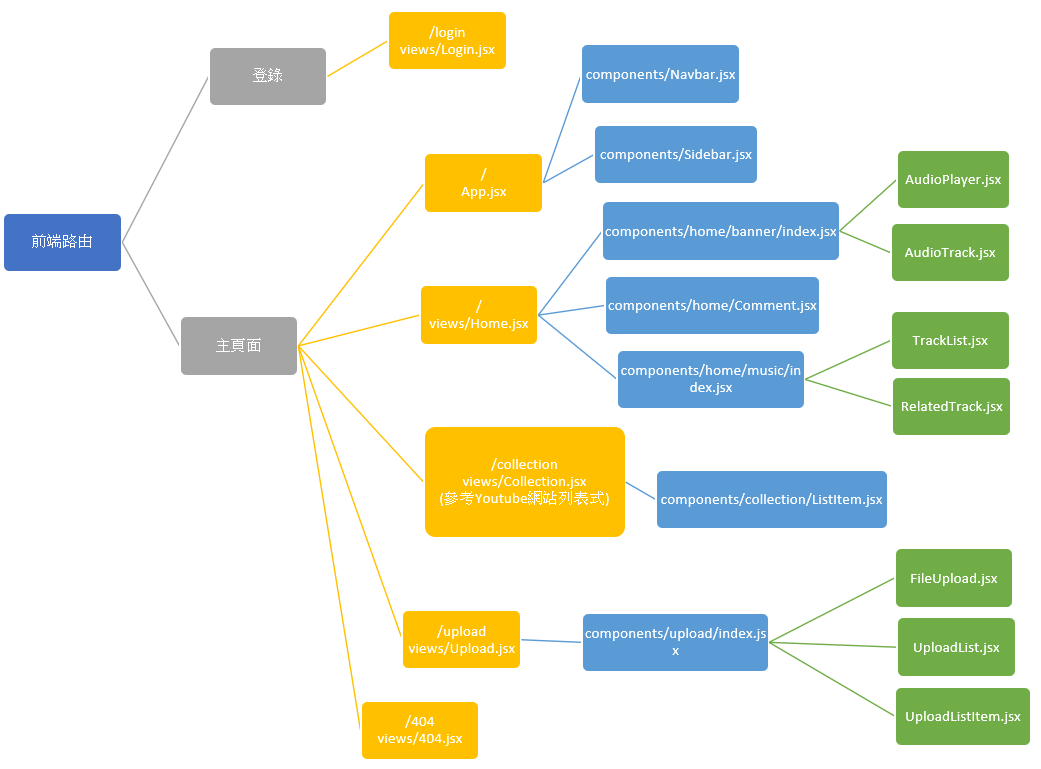 前端路由
登錄
/login
views/Login.jsx
主頁面
/
App.jsx
components/Navbar.jsx
components/Sidebar.jsx
/
views/Home.jsx
components/home/banner/index.jsx
AudioPlayer.jsx
AudioTrack.jsx
components/home/Comment.jsx
components/home/music/in
dex.jsx
TrackList.jsx
RelatedTrack.jsx
/collection
views/Collection.jsx
(參考Youtube網站列表式)
components/collection/ListItem.jsx
/upload
views/Upload.jsx
components/upload/index.js
x
FileUpload.jsx
UploadList.jsx
UploadListItem.jsx
/404
views/404.jsx